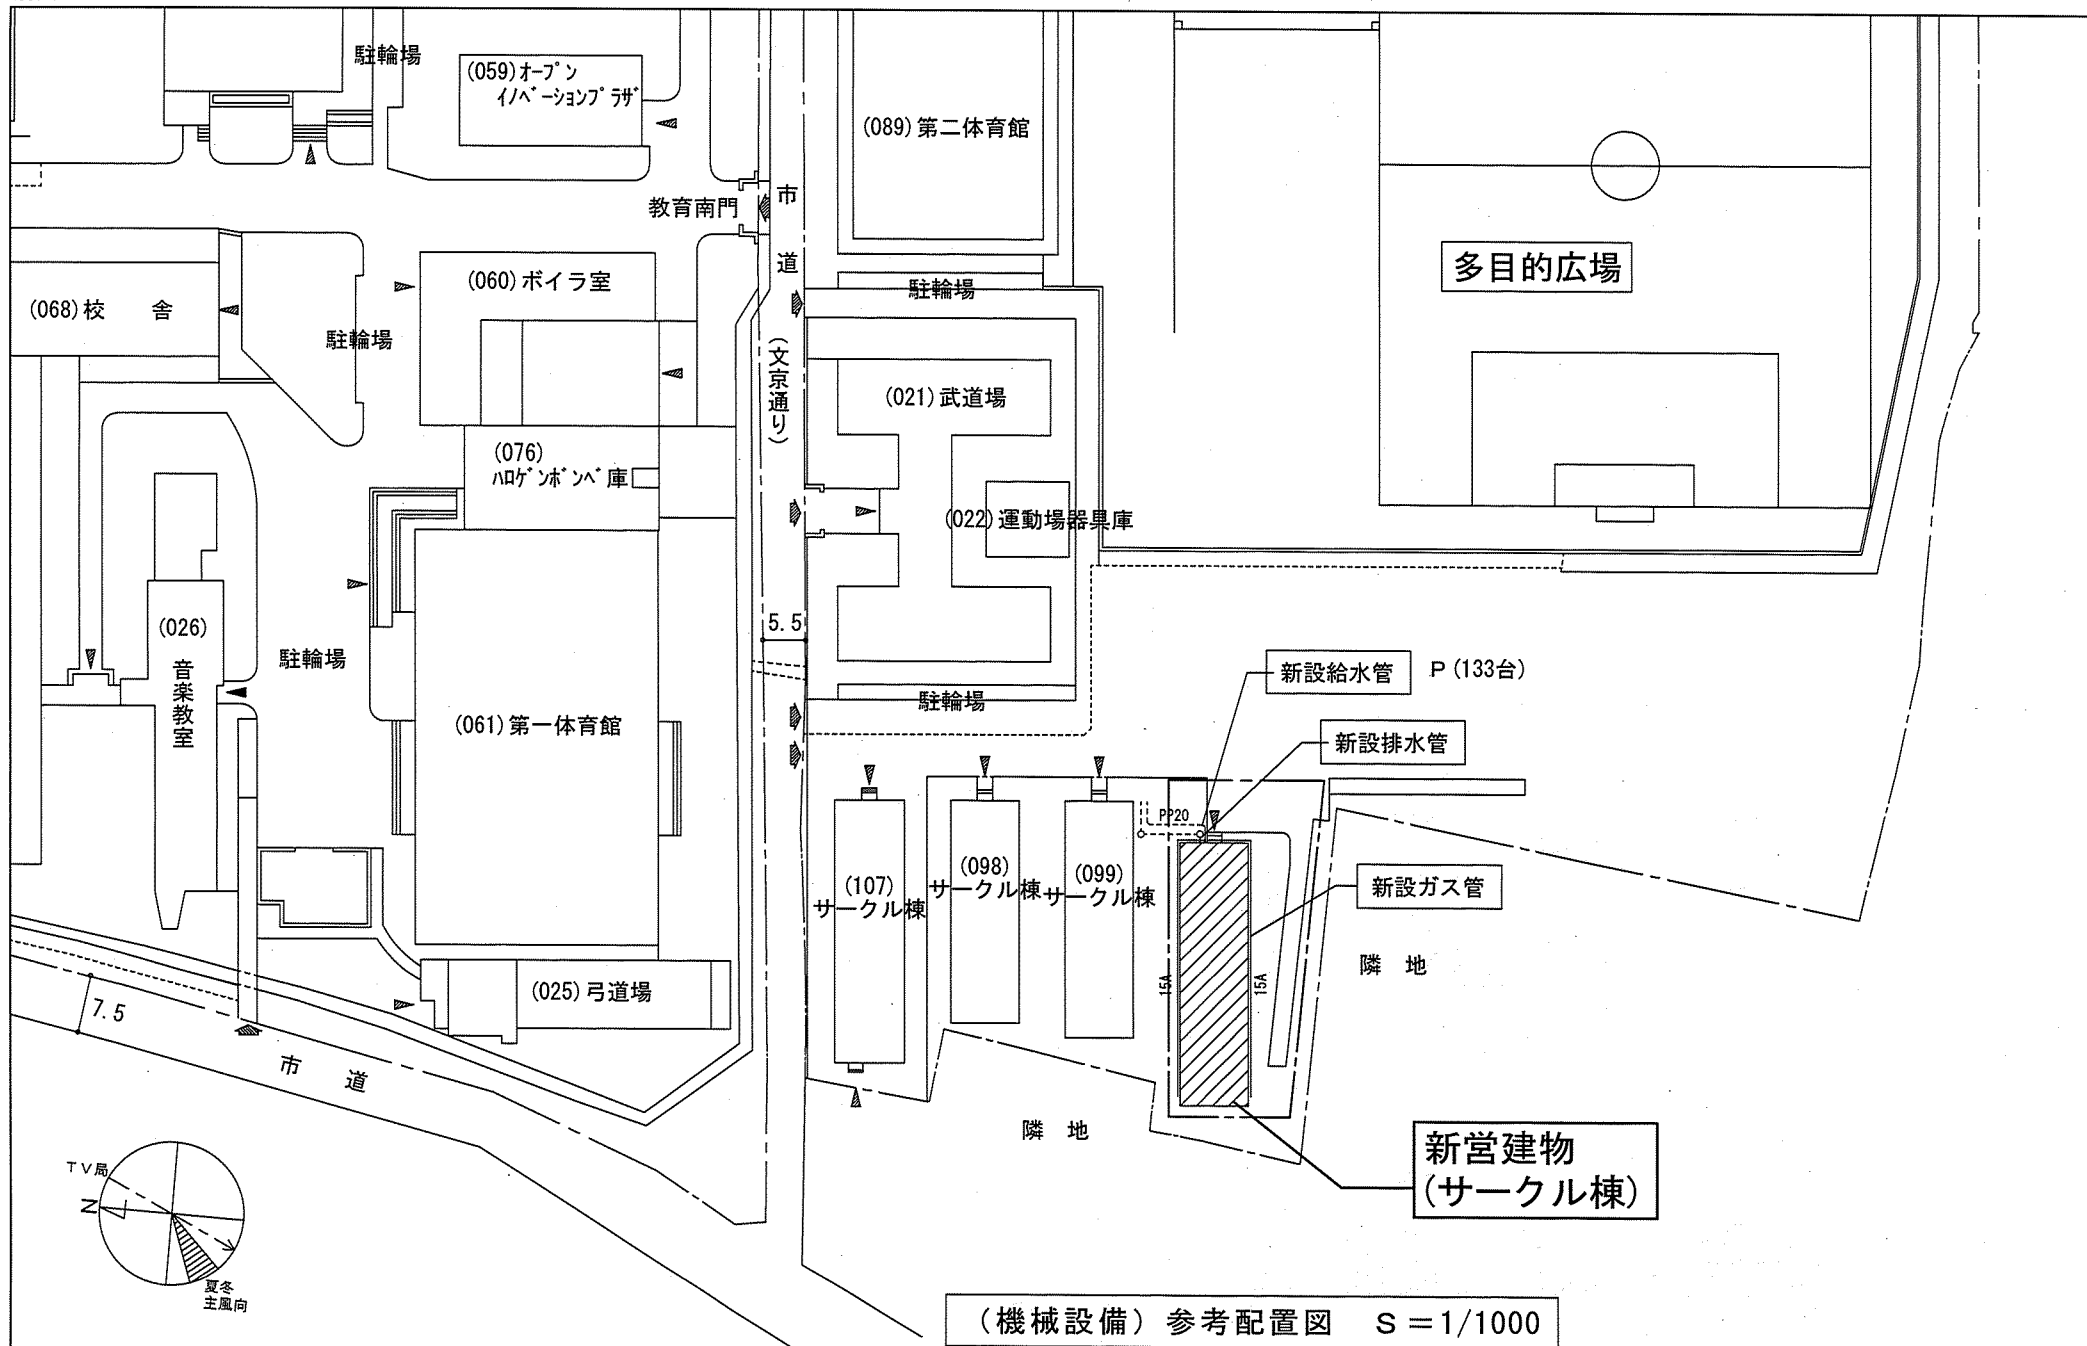 駐輪場
(059)オープン
イノベーションプラザ
(089)第二体育館
教育南門
市道
(文京通り)
多目的広場
(068)校 舎
(060)ボイラ室
駐輪場
駐輪場
(021)武道場
(076)
ハロゲンボンベ庫
(022)運動場器具庫
5.5
(026)
音楽教室
駐輪場
(061)第一体育館
駐輪場
新設給水管
P(133台)
新設排水管
PP20
(107)
サークル棟
(098)
サークル棟
(099)
サークル棟
新設ガス管
15A
15A
隣 地
(025)弓道場
7.5
市 道
隣 地
新営建物
(サークル棟)
TV局
N
夏冬
主風向
(機械設備)参考配置図 S=1/1000